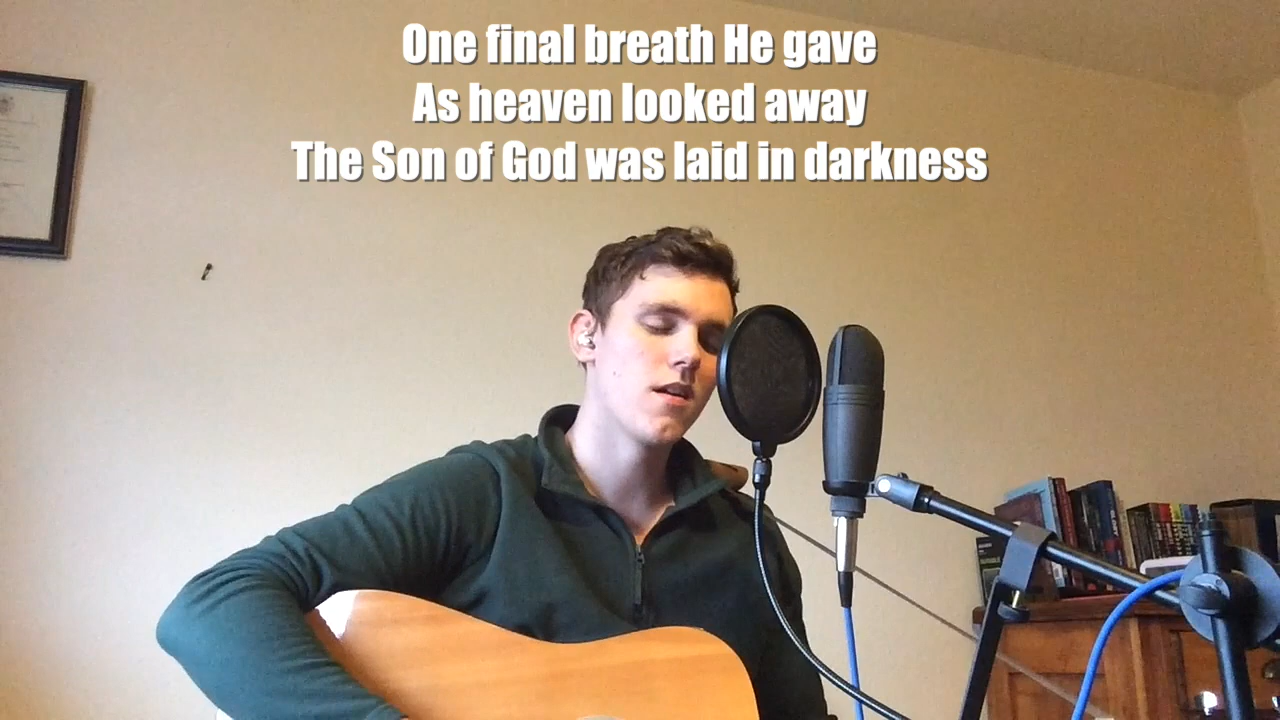 One final breath He gave
As heaven looked away
The Son of God was laid in darkness